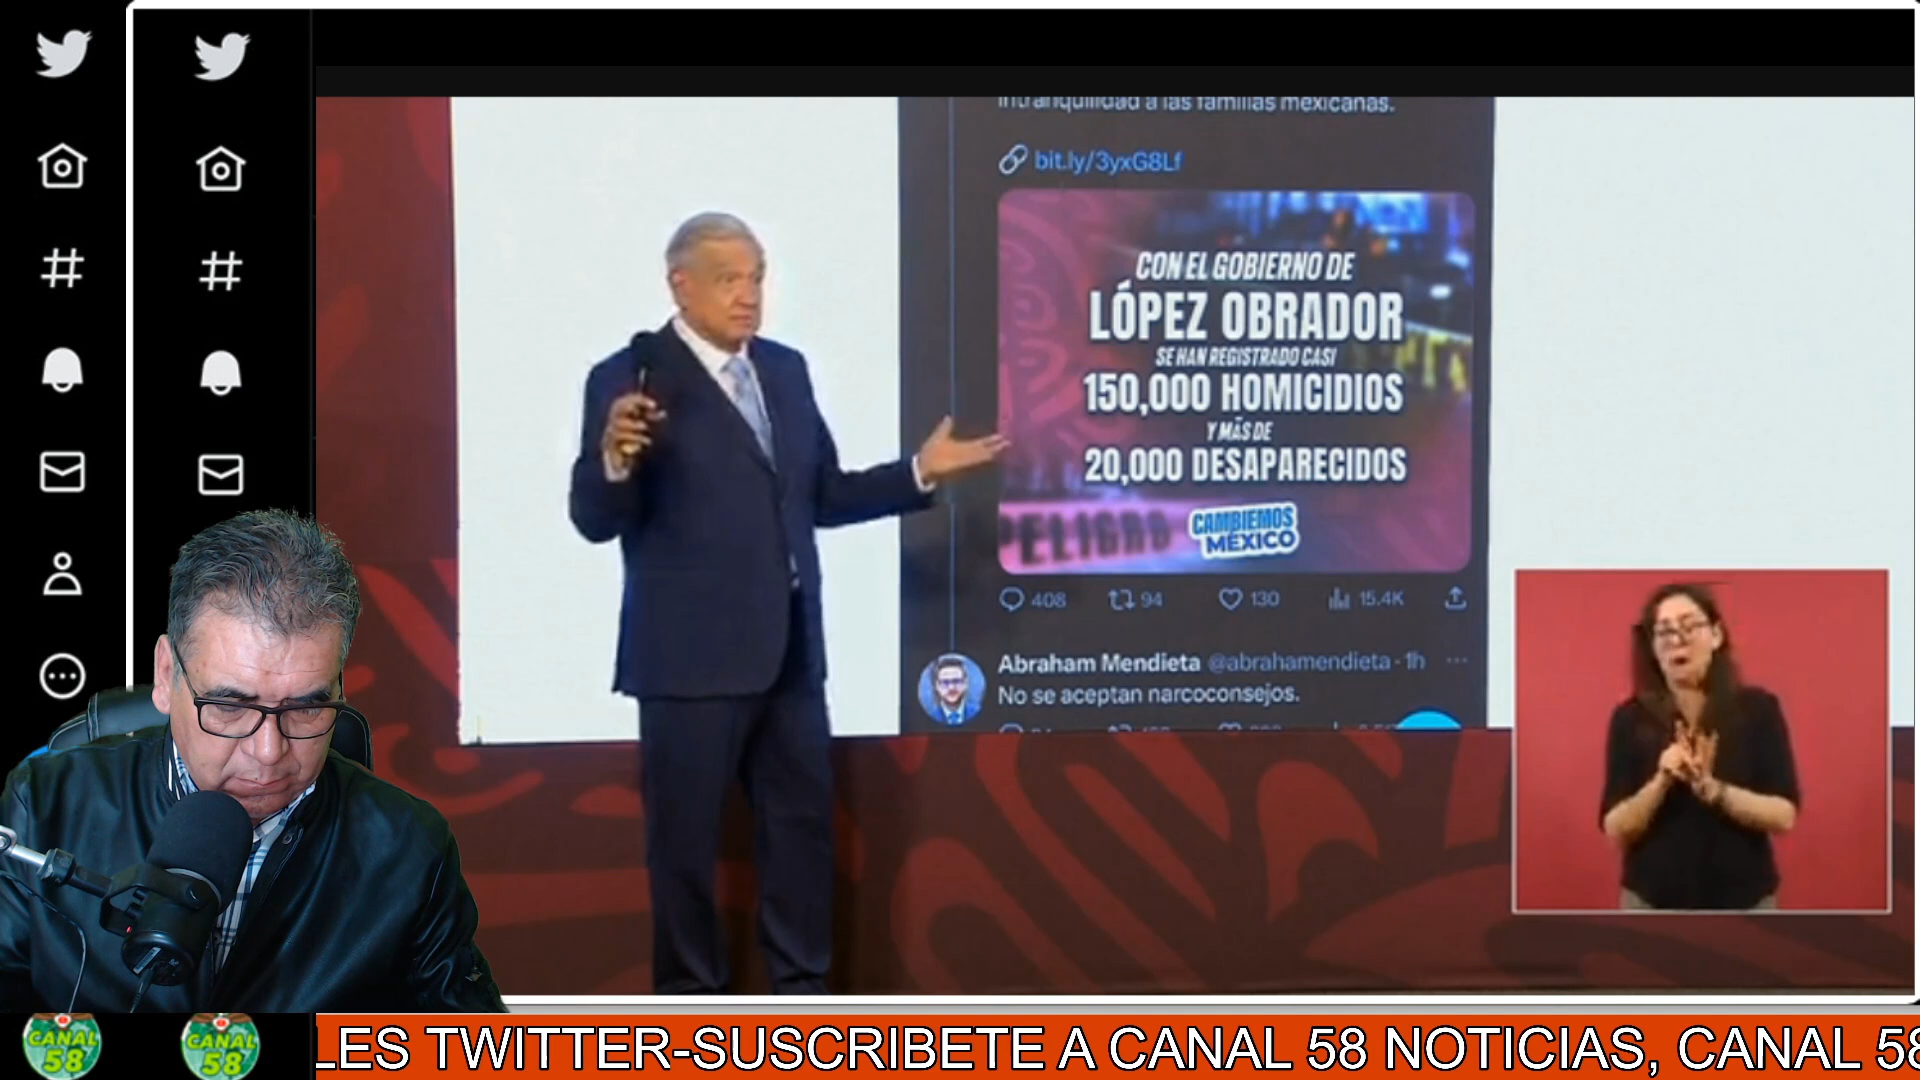 intranquilidad a las familias mexicanas.
bit.ly/3yxG8Lf
CON EL GOBIERNO DE
LÓPEZ OBRADOR
SE HAN REGISTRADO CASI
150,000 HOMICIDIOS
Y MÁS DE
20,000 DESAPARECIDOS
PELIGRO
CAMBIEMOS
MÉXICO
408 94 130 15.4K
Abraham Mendieta @abrahamendieta · 1h
No se aceptan narcoconsejos.
CANAL
58
CANAL
58
LES TWITTER-SUSCRIBETE A CANAL 58 NOTICIAS, CANAL 58